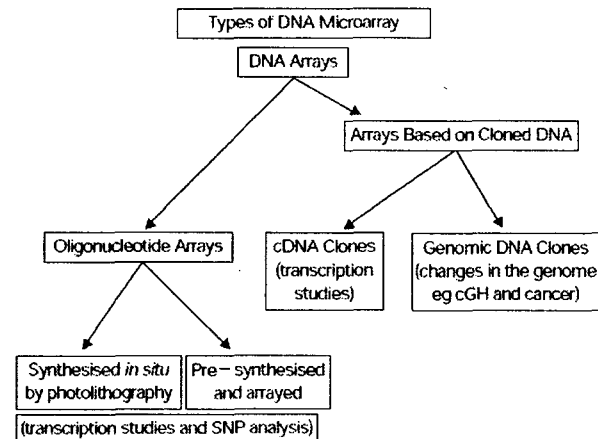 Types of DNA Microarray
DNA Arrays
Arrays Based on Cloned DNA
Oligonucleotide Arrays
cDNA Clones
(transcription
studies)
Genomic DNA Clones
(changes in the genome
eg cGH and cancer)
Synthesised in situ
by photolithography
Pre- synthesised
and arrayed
(transcription studies and SNP analysis)